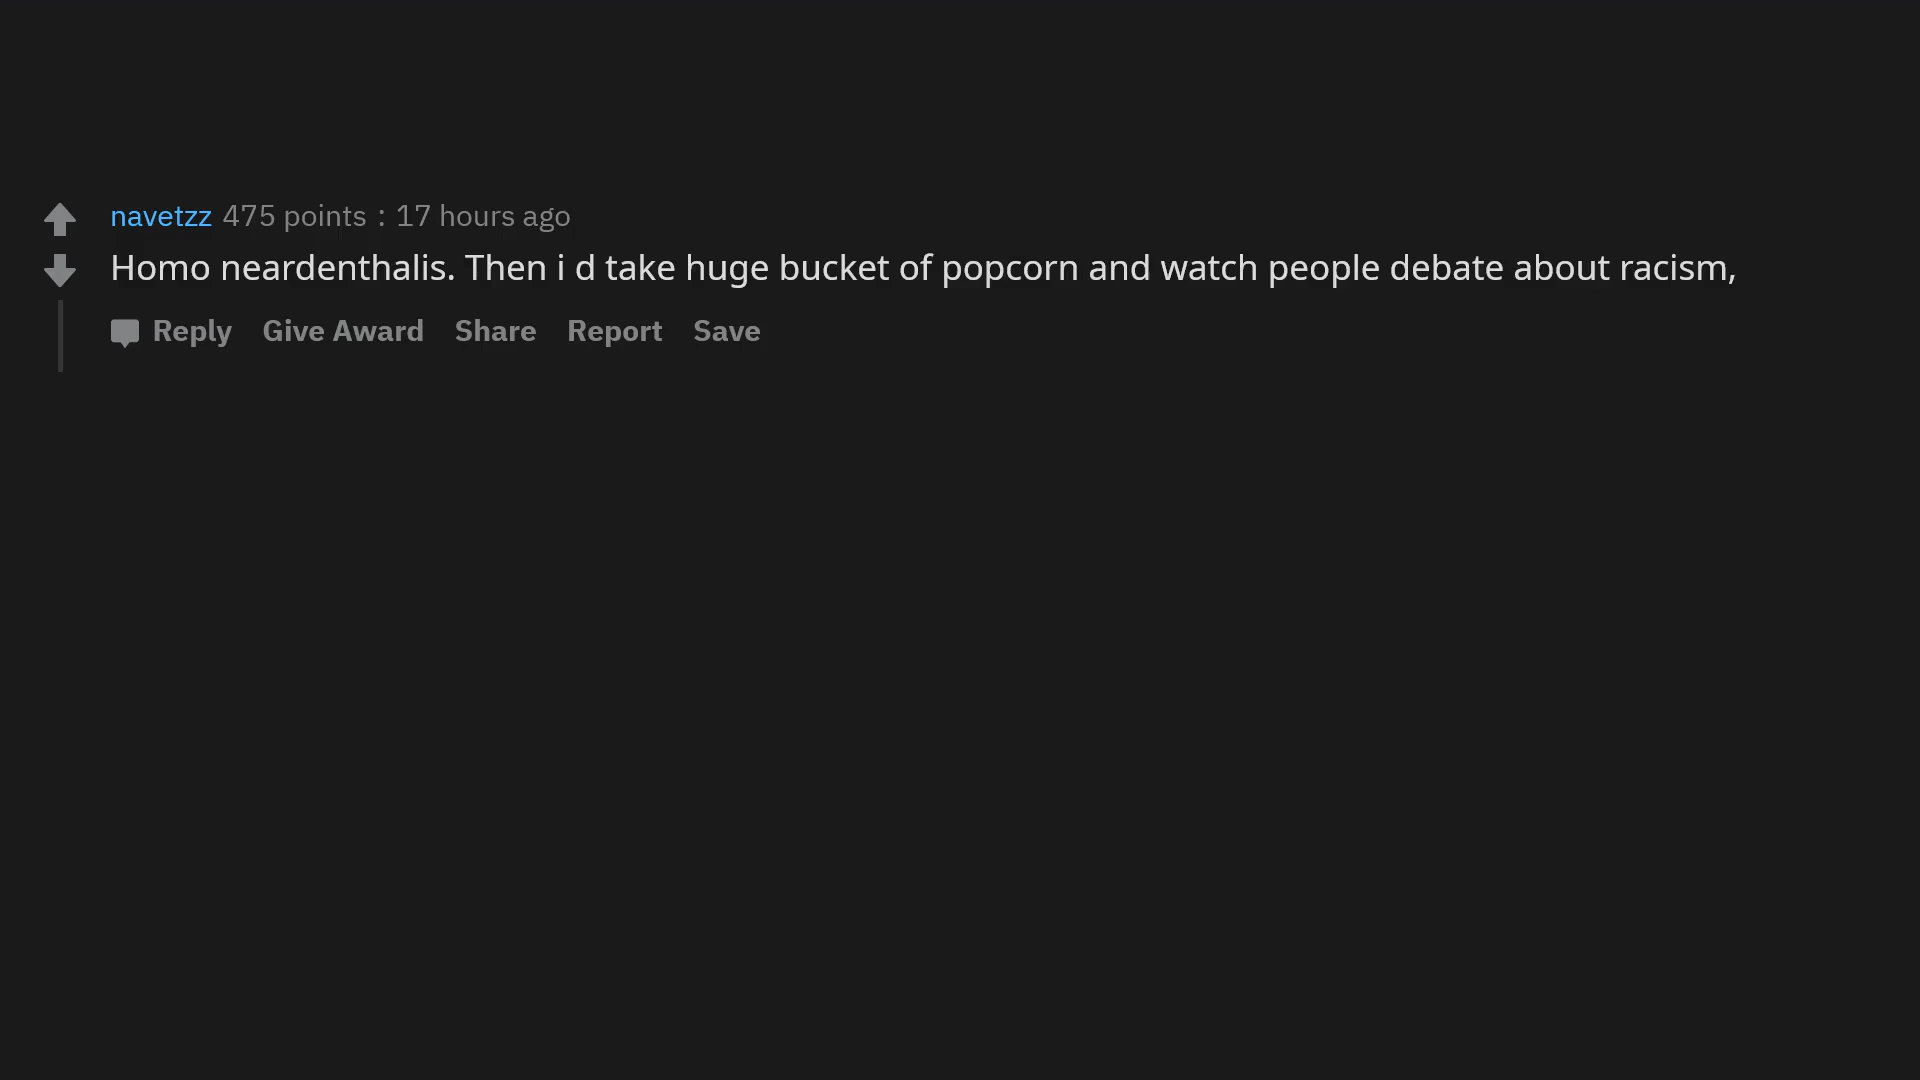 navetzz 475 points : 17 hours ago
Homo neardenthalis. Then i d take huge bucket of popcorn and watch people debate about racism,
Reply Give Award Share Report Save